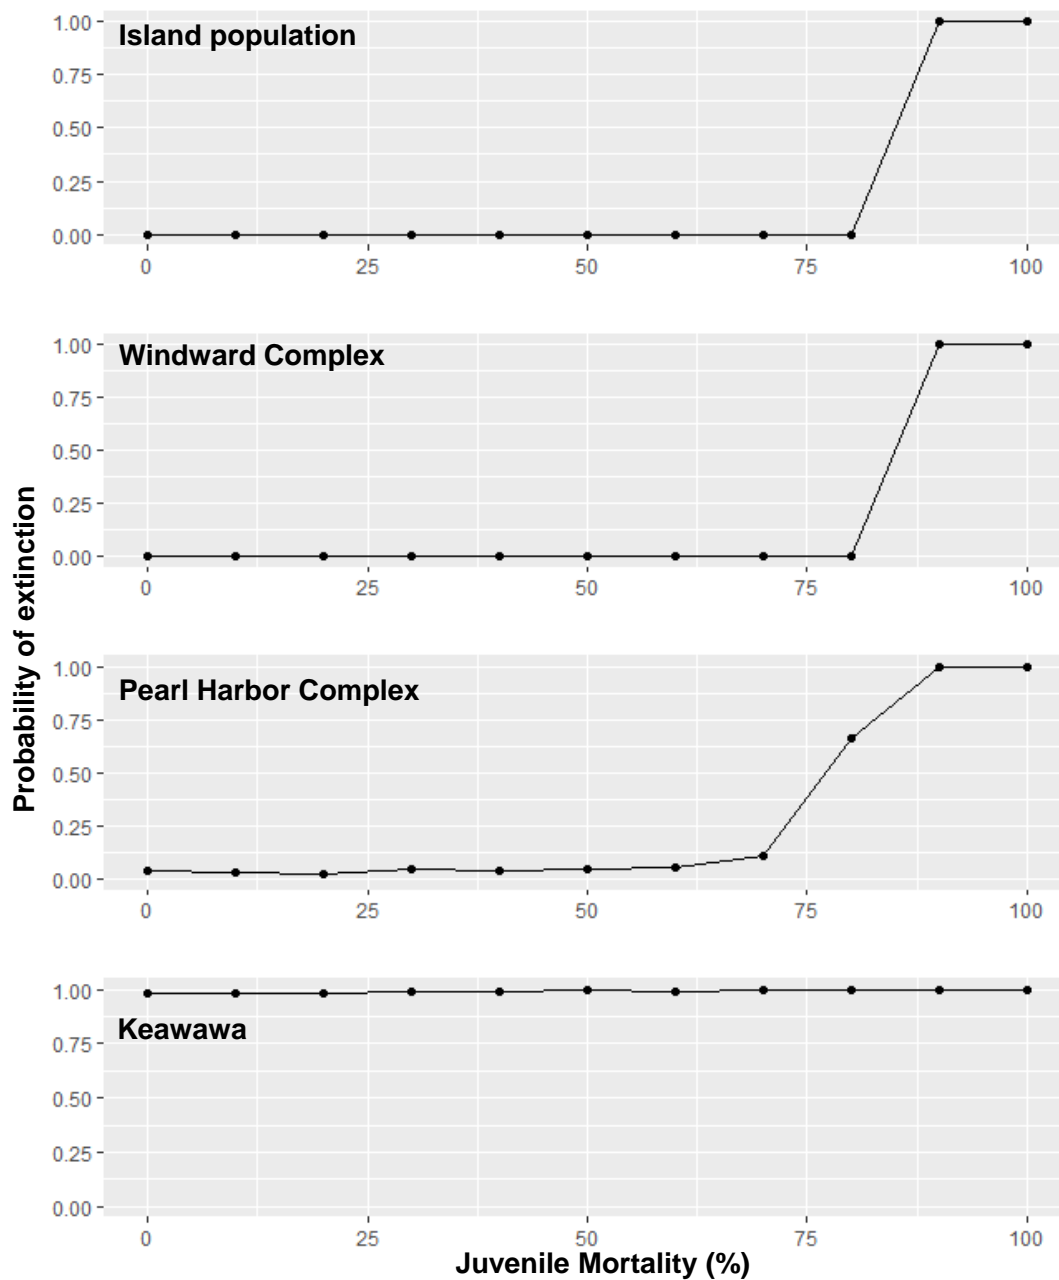 Island population
1.00
0.75
0.50
0.25
0.00
0 25 50 75 100
Windward Complex
1.00
0.75
0.50
0.25
0.00
0 25 50 75 100
Probability of extinction
Pearl Harbor Complex
1.00
0.75
0.50
0.25
0.00
0 25 50 75 100
Keawawa
1.00
0.75
0.50
0.25
0.00
0 25 50 75 100
Juvenile Mortality (%)